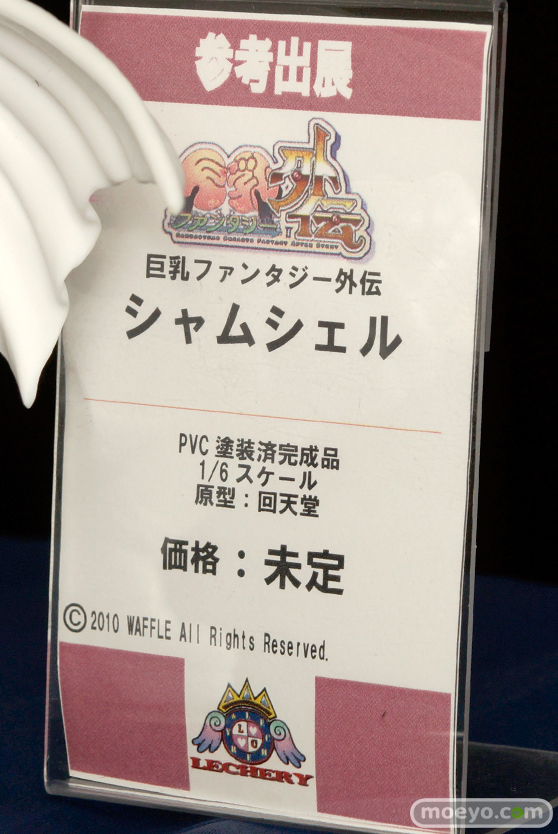 参考出展
外伝
ファンタジー
巨乳ファンタジー外伝
シャムシェル
PVC 塗装済完成品
1/6 スケール
原型：回天堂
価格：未定
©2010 WAFFLE All Rights Reserved.
LECHERY
moeyo.com